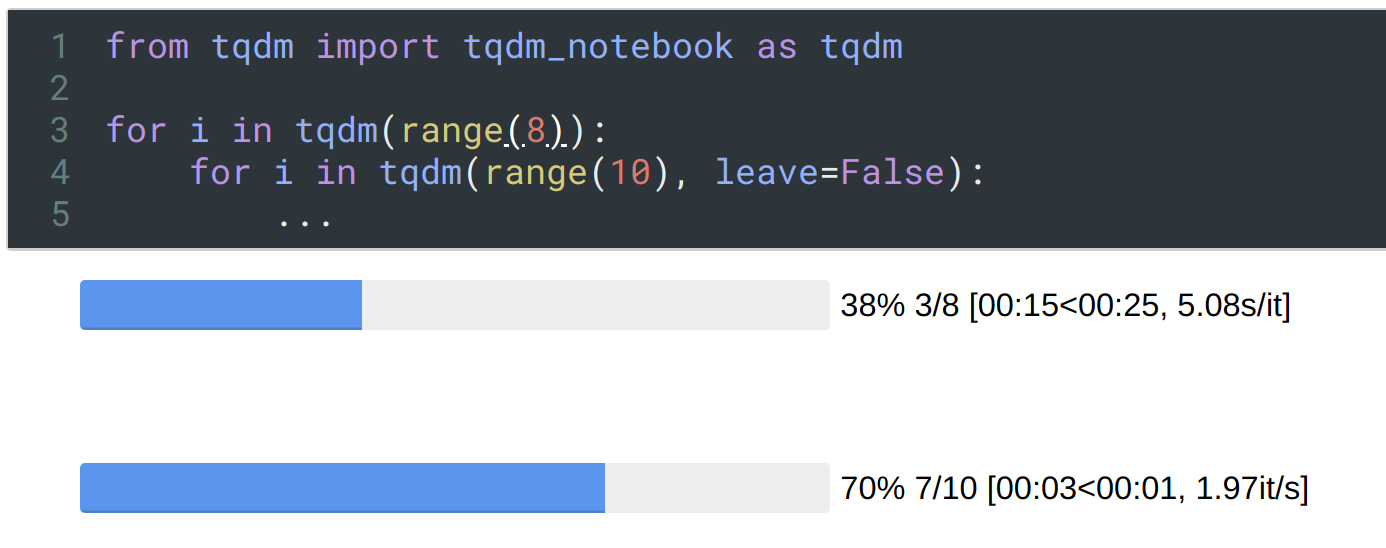 1 from tqdm import tqdm_notebook as tqdm
2
3 for i in tqdm(range(8)):
4     for i in tqdm(range(10), leave=False):
5         ...
38% 3/8 [00:15<00:25, 5.08s/it]
70% 7/10 [00:03<00:01, 1.97it/s]